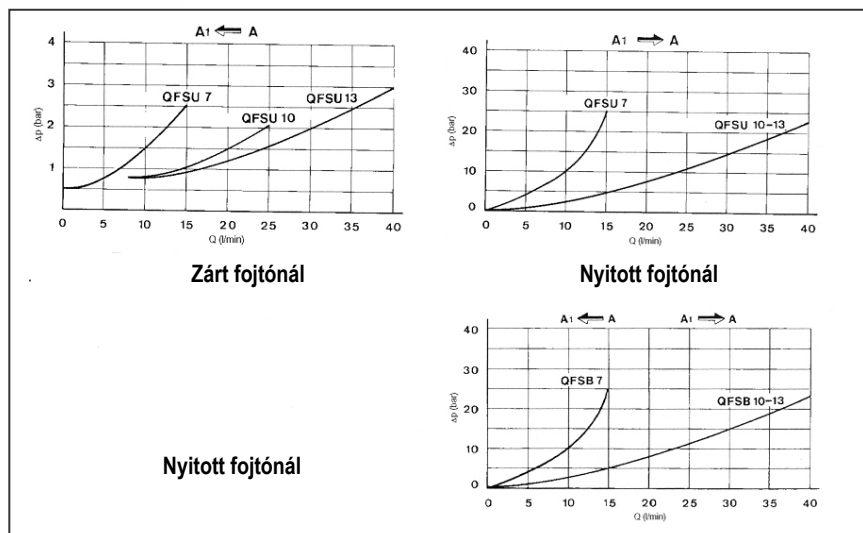 A1 A
4
3
2
1
Δp (bar)
QFSU 7
QFSU 10
QFSU 13
0 5 10 15 20 25 30 35 40
Q (l/min)
Zárt fojtónál
A1 A
40
30
20
10
0
Δp (bar)
QFSU 7
QFSU 10-13
0 5 10 15 20 25 30 35 40
Q (l/min)
Nyitott fojtónál
Nyitott fojtónál
A1 A A1 A
40
30
20
10
0
Δp (bar)
QFSB 7
QFSB 10-13
0 5 10 15 20 25 30 35 40
Q (l/min)